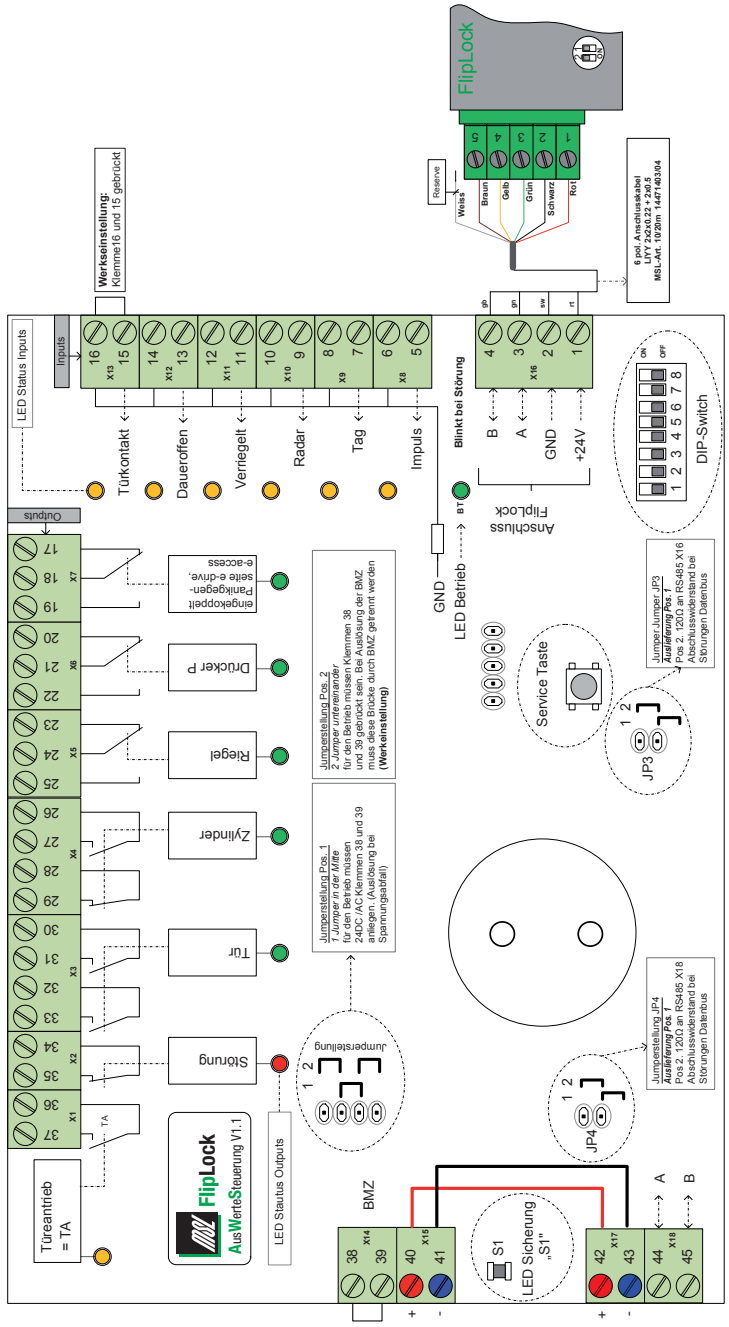 Türeantrieb
= TA
37
36
X1
35
34
X2
33
32
31
30
X3
29
28
27
26
X4
25
24
23
X5
22
21
20
X6
19
18
17
X7
Outputs
TA
Störung
Tür
Zylinder
Riegel
Drücker P
eingekoppelt
Panikgegen-
seite e-drive,
e-access
MSL FlipLock
AusWerteSteuerung V1.1
LED Stautus Outputs
LED Status Inputs
Inputs
Werkseinstellung:
Klemme16 und 15 gebrückt
16
15
X13
14
13
X12
12
11
X11
10
9
X10
8
7
X9
6
5
X8
Türkontakt
Daueroffen
Verriegelt
Radar
Tag
Impuls
GND
LED Betrieb
BT
Blinkt bei Störung
Jumperstellung
1 2
Jumperstellung Pos. 1
1 Jumper in der Mitte
für den Betrieb müssen
24DC /AC Klemmen 38 und 39
anliegen. (Auslösung bei
Spannungsabfall)
Jumperstellung Pos. 2
2 Jumper untereinander
für den Betrieb müssen Klemmen 38
und 39 gebrückt sein. Bei Auslösung der BMZ
muss diese Brücke durch BMZ getrennt werden
(Werkeinstellung)
BMZ
38
39
X14
40
41
X15
+
-
S1
LED Sicherung
„S1"
42
43
X17
+
-
44
45
X18
A
B
JP4
1 2
Jumperstellung JP4
Auslieferung Pos. 1
Pos 2. 120Ω an RS485 X18
Abschlusswiderstand bei
Störungen Datenbus
Service Taste
JP3
1 2
Jumper Jumper JP3
Auslieferung Pos. 1
Pos 2. 120Ω an RS485 X16
Abschlusswiderstand bei
Störungen Datenbus
Anschluss
FlipLock
B
A
GND
+24V
4
3
2
1
X16
gb
gn
sw
rt
ON
OFF
1 2 3 4 5 6 7 8
DIP-Switch
6 pol. Anschlusskabel
LIYY 2x2x0.22 + 2x0.5
MSL-Art. 10/20m 14471403/04
Reserve
Weiss
Braun
Gelb
Grün
Schwarz
Rot
5
4
3
2
1
FlipLock
2 1
ON